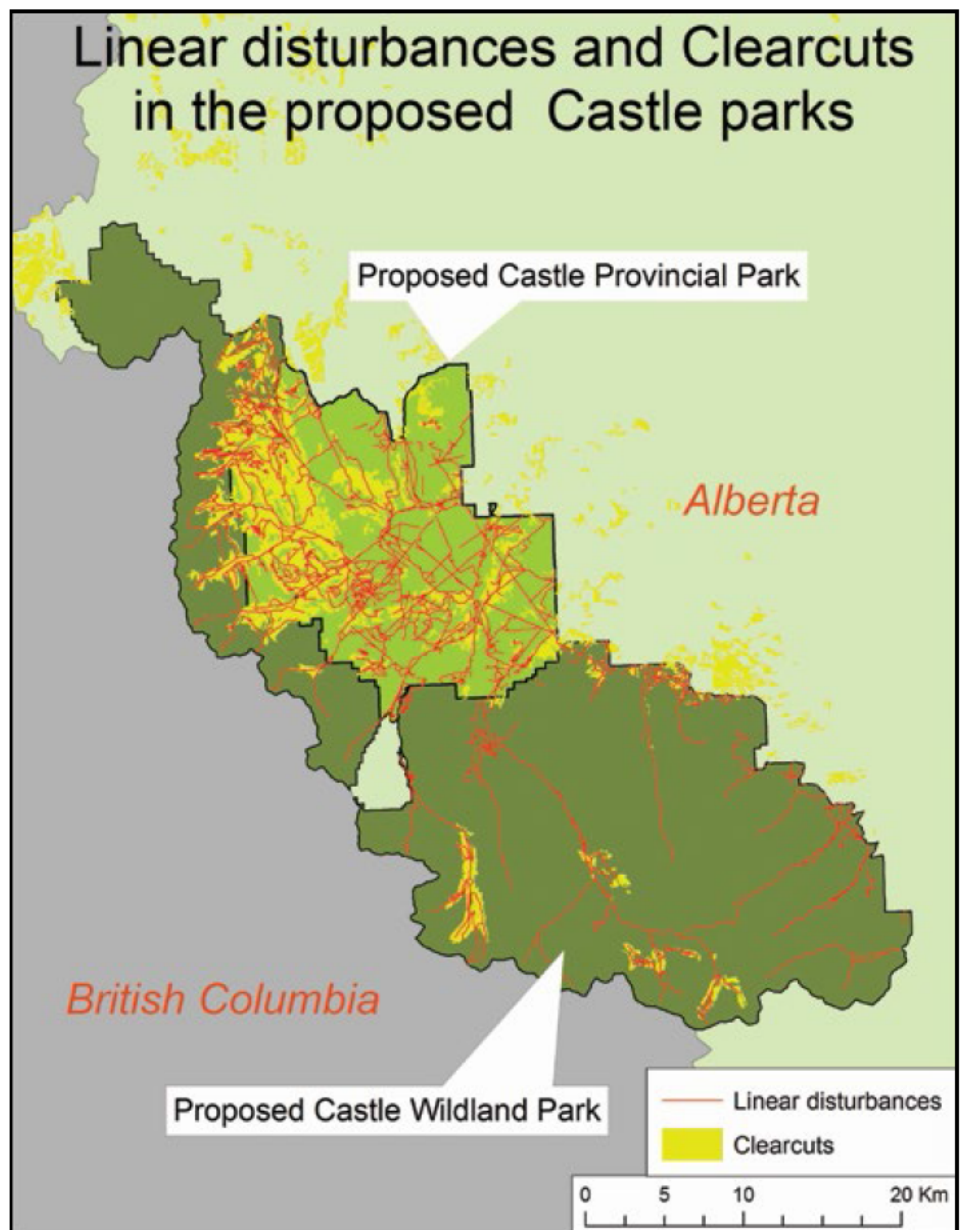 Linear disturbances and Clearcuts
in the proposed Castle parks
Proposed Castle Provincial Park
Alberta
British Columbia
Proposed Castle Wildland Park
Linear disturbances
Clearcuts
0 5 10 20 Km